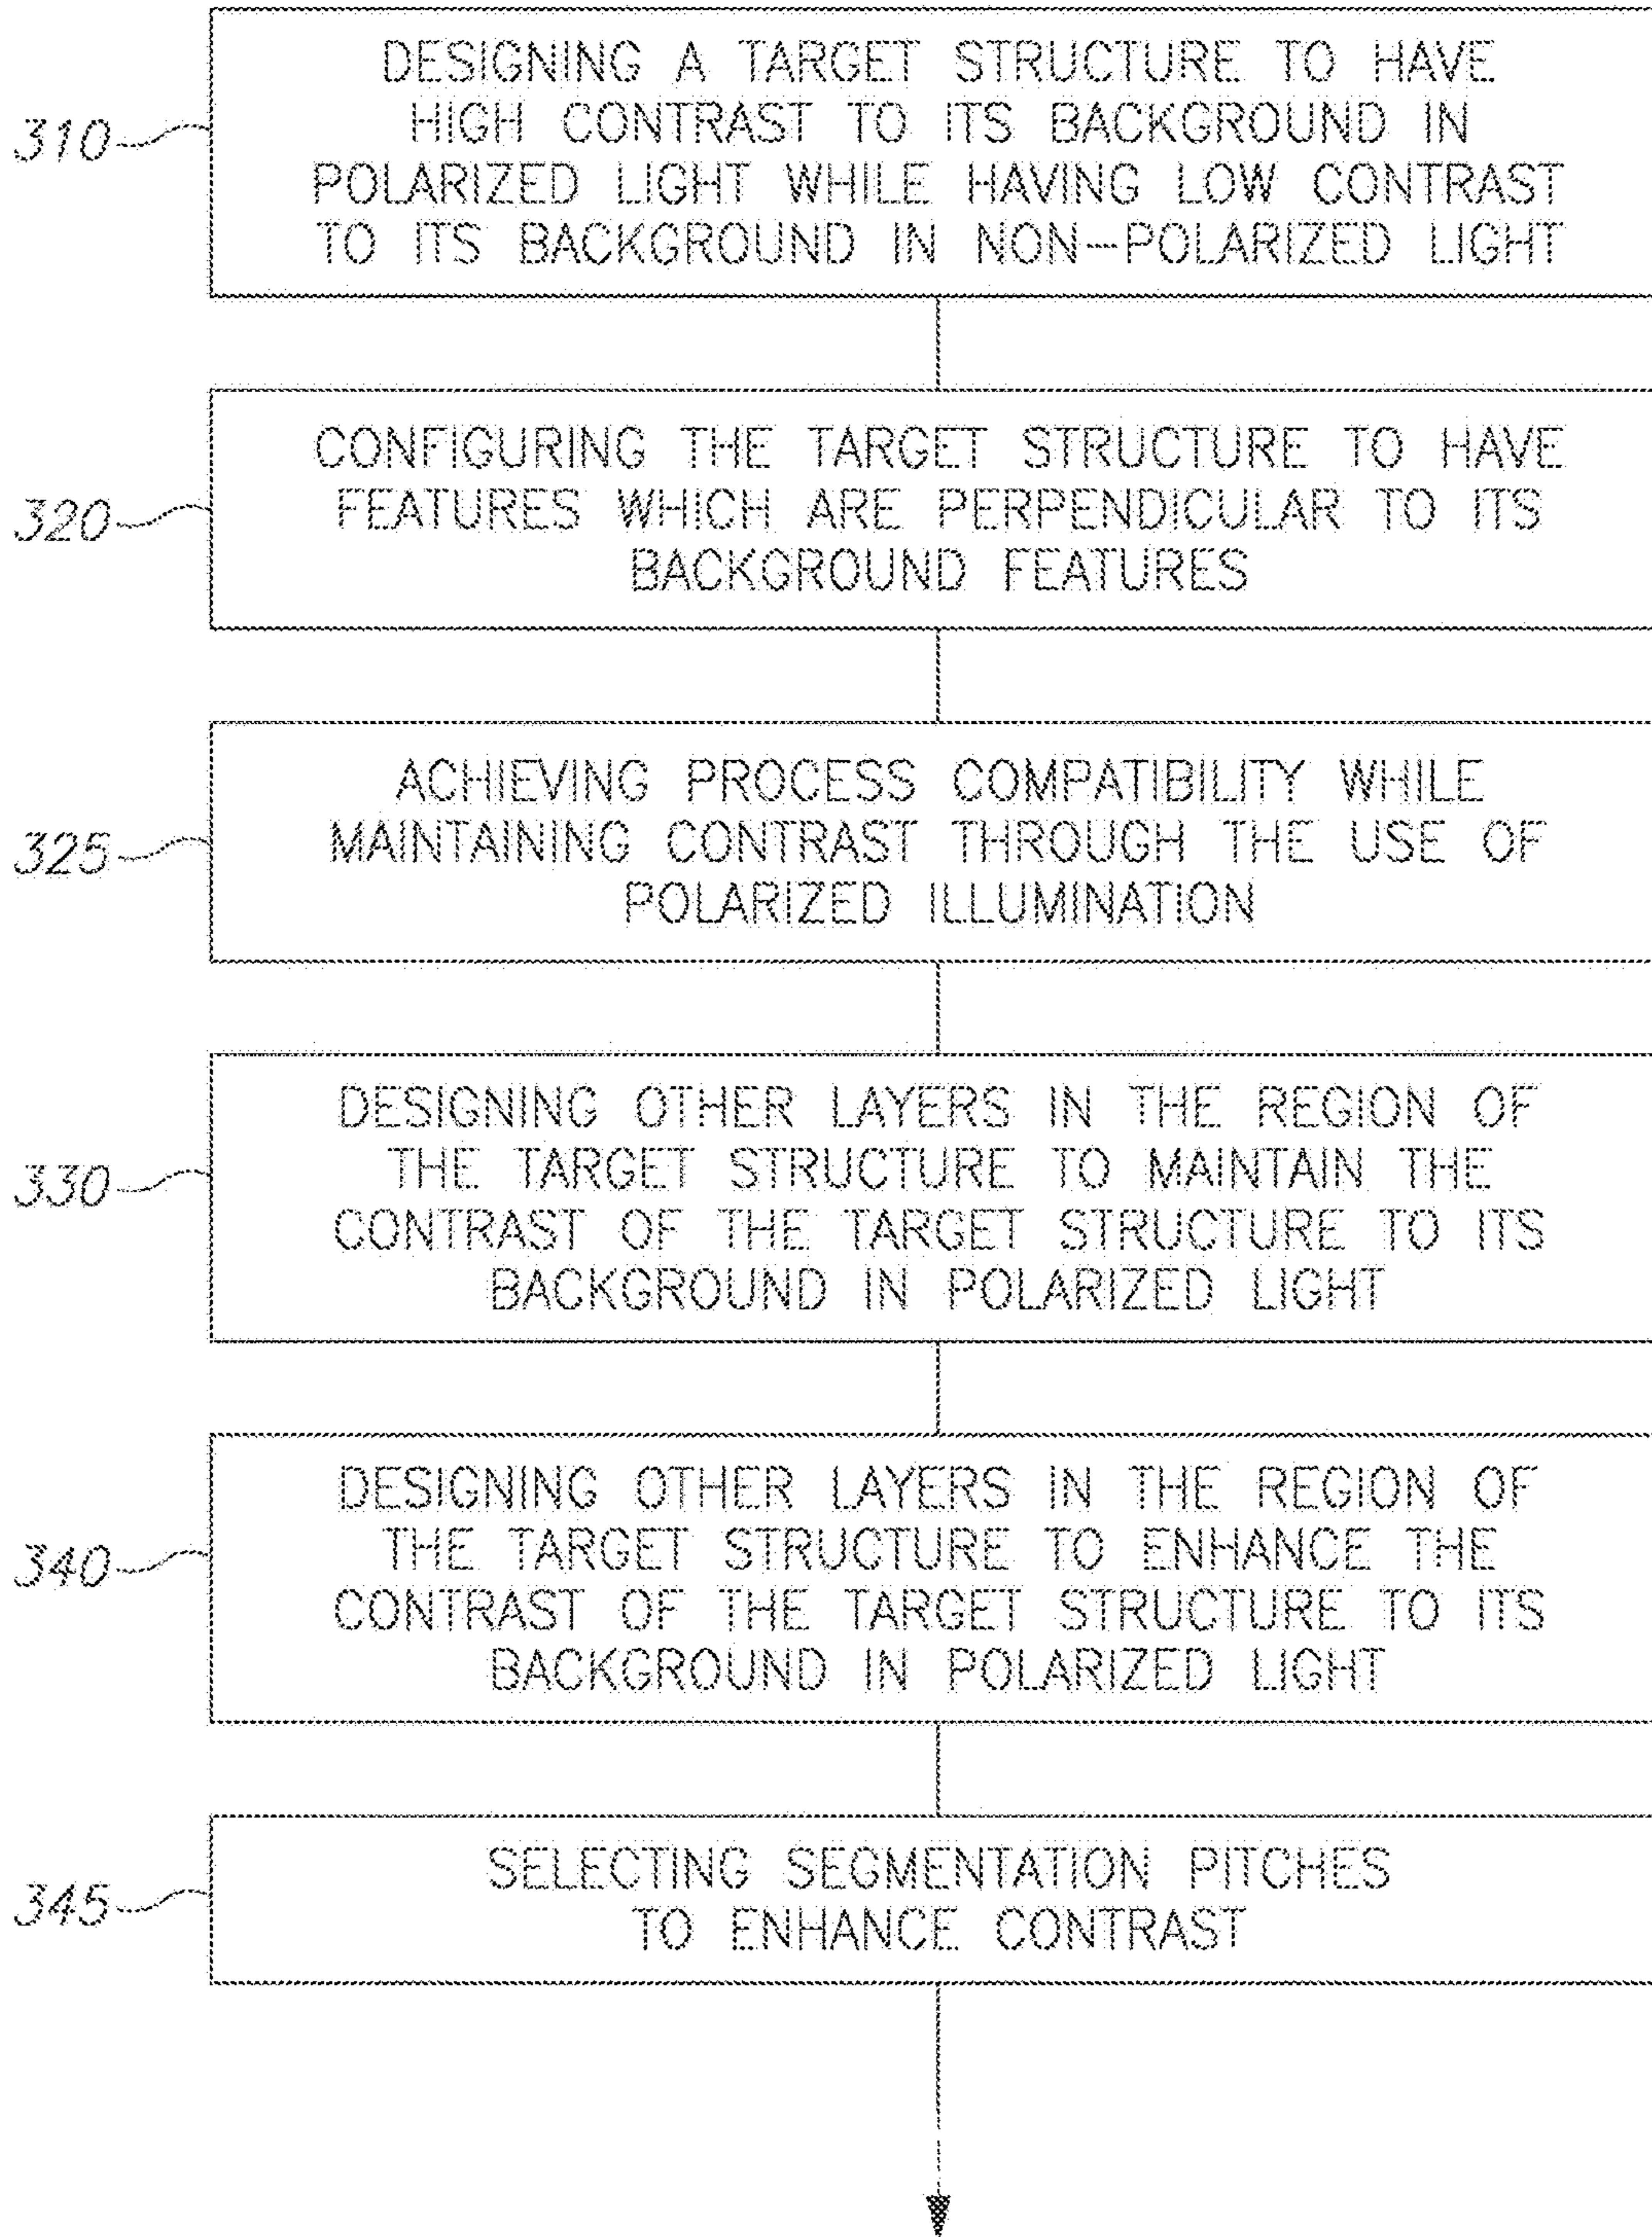 DESIGNING A TARGET STRUCTURE TO HAVE
HIGH CONTRAST TO ITS BACKGROUND IN
310
POLARIZED LIGHT WHILE HAVING LOW CONTRAST
TO ITS BACKGROUND IN NON-POLARIZED LIGHT
CONFIGURING THE TARGET STRUCTURE TO HAVE
320
FEATURES WHICH ARE PERPENDICULAR TO ITS
BACKGROUND FEATURES
ACHIEVING PROCESS COMPATIBILITY WHILE
325
MAINTAINING CONTRAST THROUGH THE USE OF
POLARIZED ILLUMINATION
DESIGNING OTHER LAYERS IN THE REGION OF
THE TARGET STRUCTURE TO MAINTAIN THE
330
CONTRAST OF THE TARGET STRUCTURE TO ITS
BACKGROUND IN POLARIZED LIGHT
DESIGNING OTHER LAYERS IN THE REGION OF
THE TARGET STRUCTURE TO ENHANCE THE
340
CONTRAST OF THE TARGET STRUCTURE TO ITS
BACKGROUND IN POLARIZED LIGHT
SELECTING SEGMENTATION PITCHES
345
TO ENHANCE CONTRAST